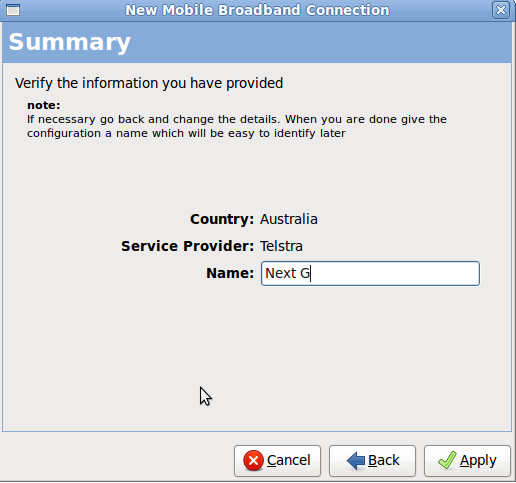 New Mobile Broadband Connection
Summary
Verify the information you have provided
note:
If necessary go back and change the details. When you are done give the
configuration a name which will be easy to identify later
Country: Australia
Service Provider: Telstra
Name: Next G
Cancel Back Apply